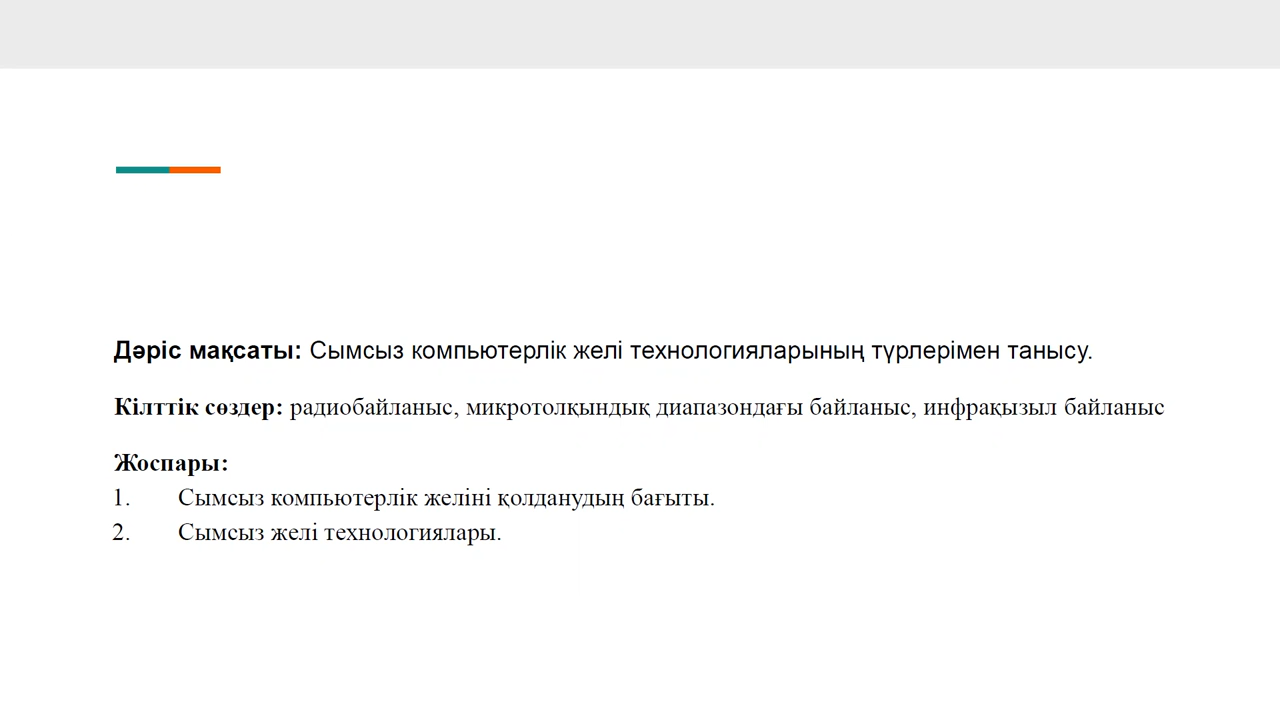 Дәріс мақсаты: Сымсыз компьютерлік желі технологияларының түрлерімен танысу.
Кілттік сөздер: радиобайланыс, микротолқындық диапазондағы байланыс, инфрақызыл байланыс
Жоспары:
1. Сымсыз компьютерлік желіні қолданудың бағыты.
2. Сымсыз желі технологиялары.